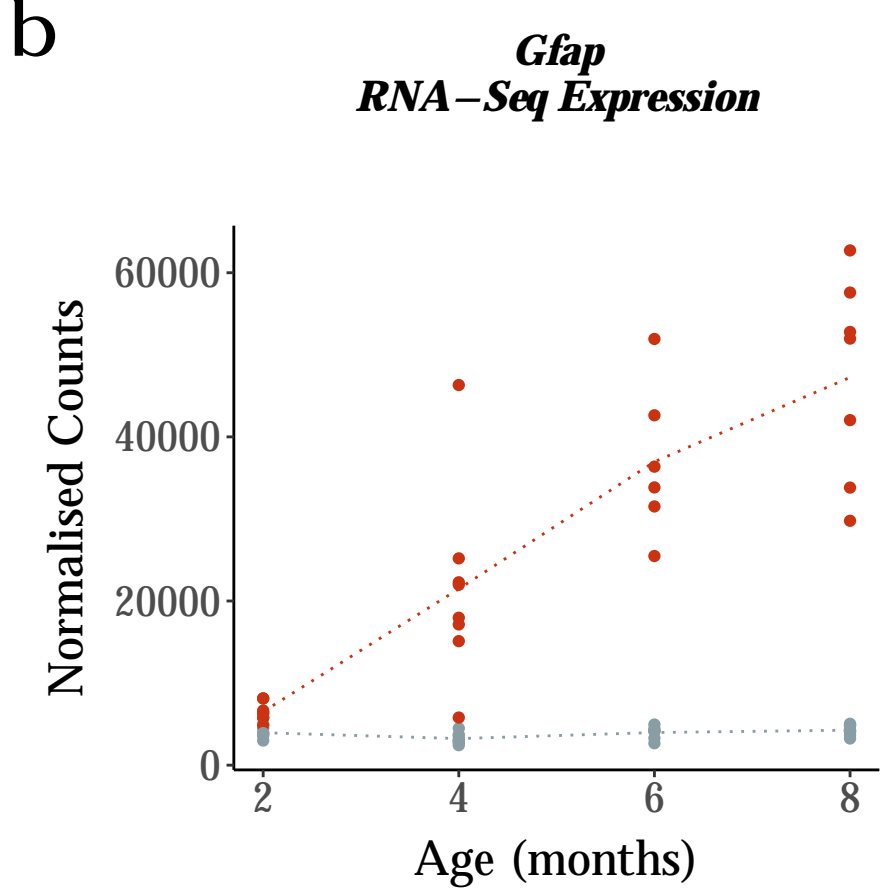 b
Gfap
RNA–Seq Expression
Normalised Counts
60000
40000
20000
0
2 4 6 8
Age (months)